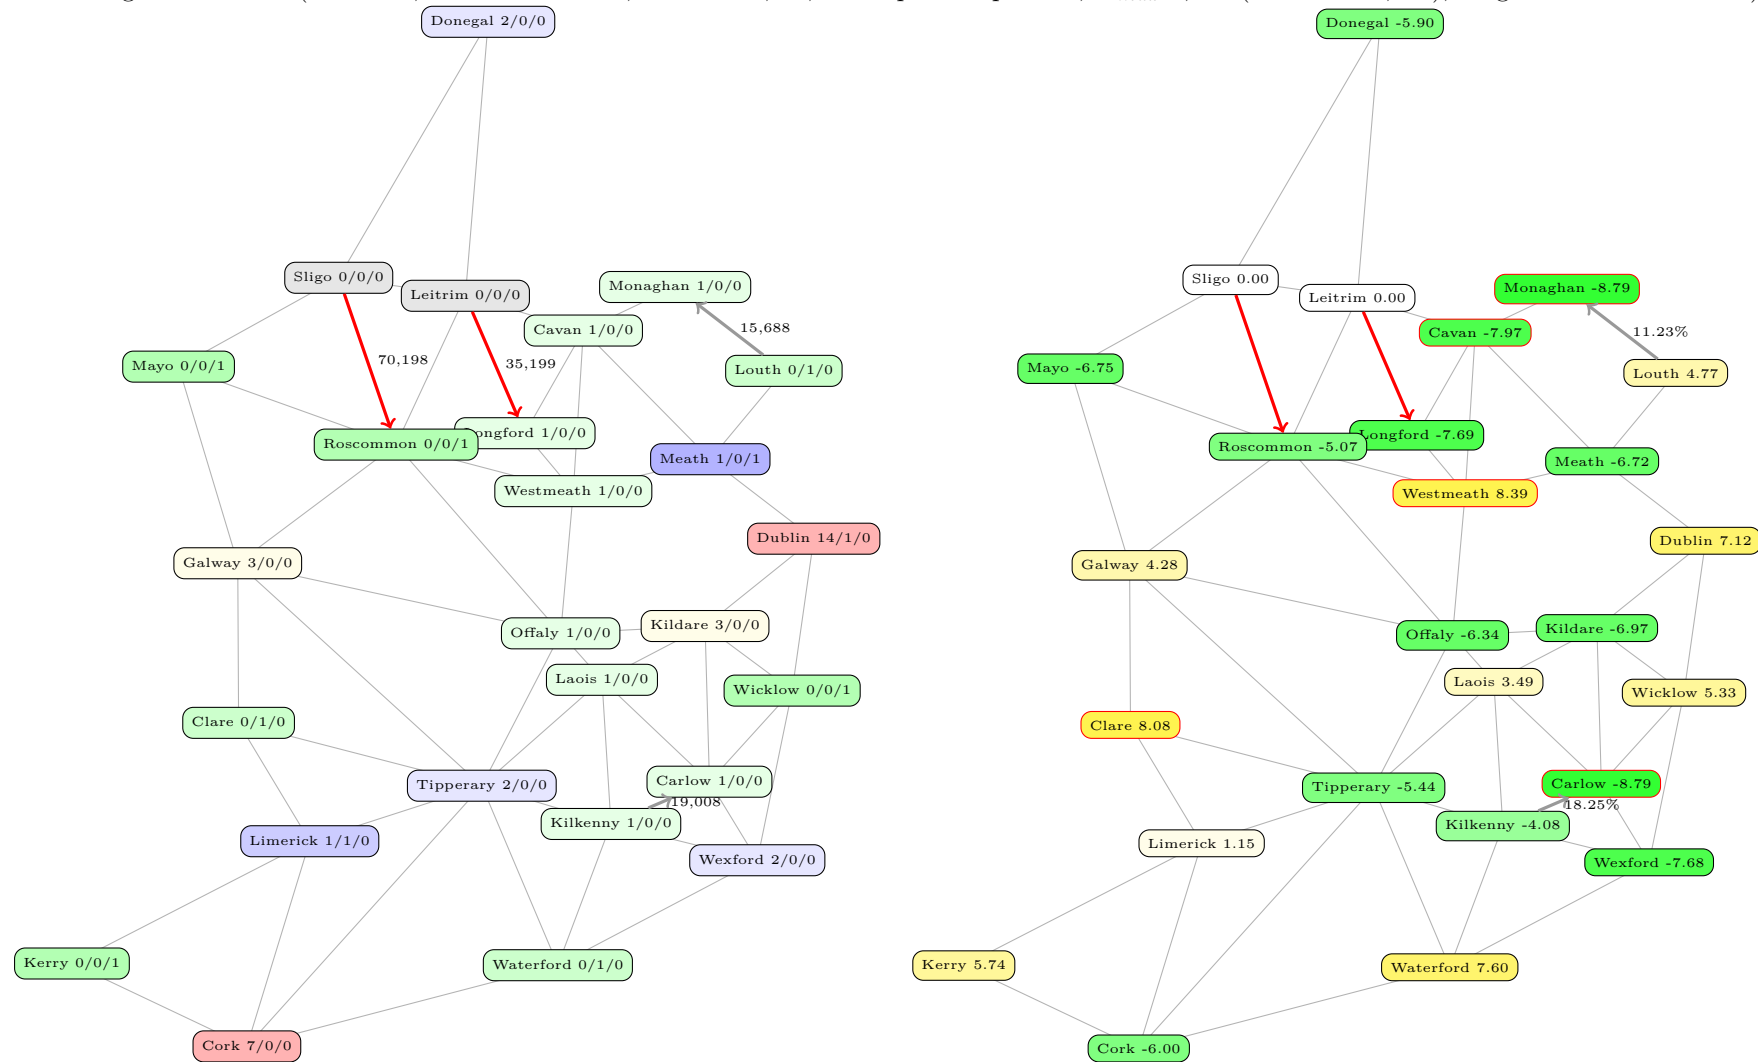 Donegal 2/0/0
Sligo 0/0/0
Leitrim 0/0/0
Monaghan 1/0/0
Cavan 1/0/0
15,688
Mayo 0/0/1
70,198
35,199
Louth 0/1/0
Roscommon 0/0/1
Longford 1/0/0
Meath 1/0/1
Westmeath 1/0/0
Dublin 14/1/0
Galway 3/0/0
Offaly 1/0/0
Kildare 3/0/0
Laois 1/0/0
Wicklow 0/0/1
Clare 0/1/0
Tipperary 2/0/0
Carlow 1/0/0
19,008
Kilkenny 1/0/0
Limerick 1/1/0
Wexford 2/0/0
Kerry 0/0/1
Waterford 0/1/0
Cork 7/0/0
Donegal -5.90
Sligo 0.00
Leitrim 0.00
Monaghan -8.79
Cavan -7.97
11.23%
Mayo -6.75
Louth 4.77
Roscommon -5.07
Longford -7.69
Meath -6.72
Westmeath 8.39
Dublin 7.12
Galway 4.28
Offaly -6.34
Kildare -6.97
Laois 3.49
Wicklow 5.33
Clare 8.08
Tipperary -5.44
Carlow -8.79
18.25%
Kilkenny -4.08
Limerick 1.15
Wexford -7.68
Kerry 5.74
Waterford 7.60
Cork -6.00